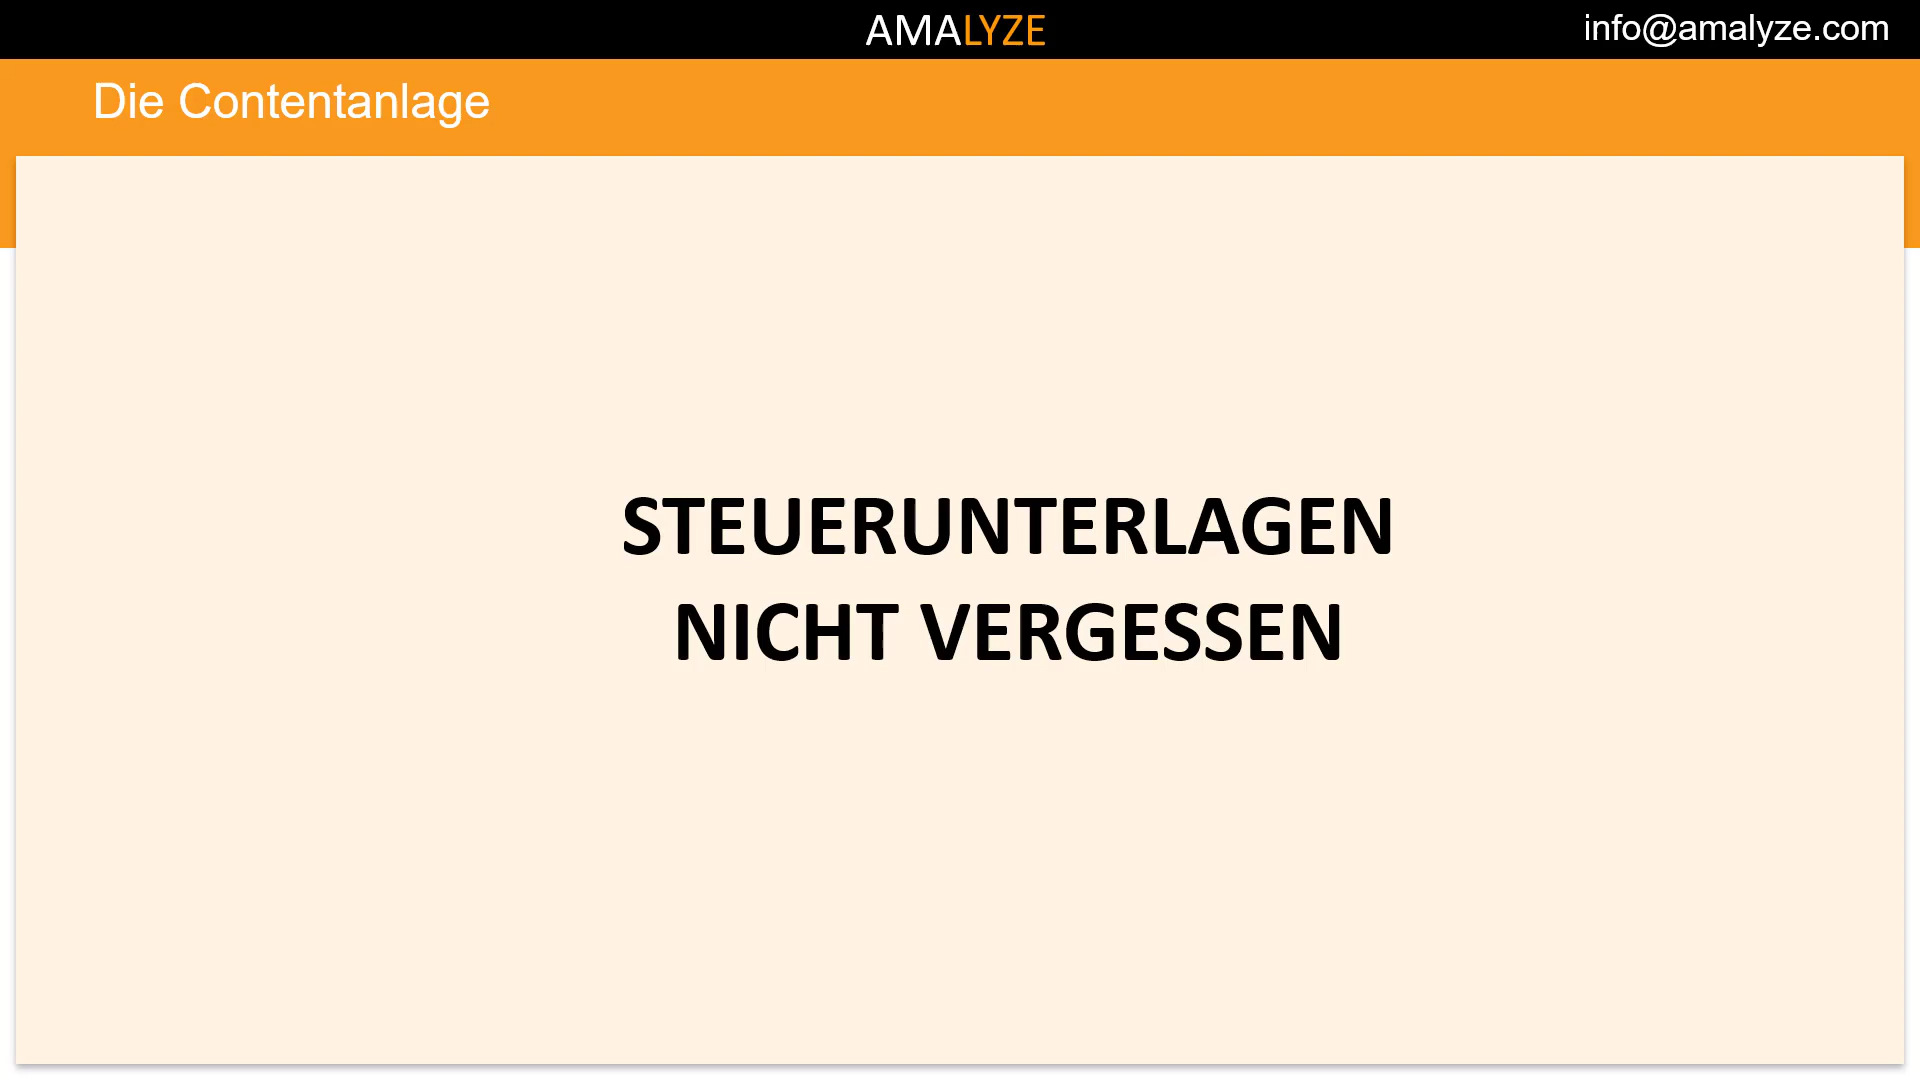 AMALYZE
info@amalyze.com
Die Contentanlage
STEUERUNTERLAGEN
NICHT VERGESSEN